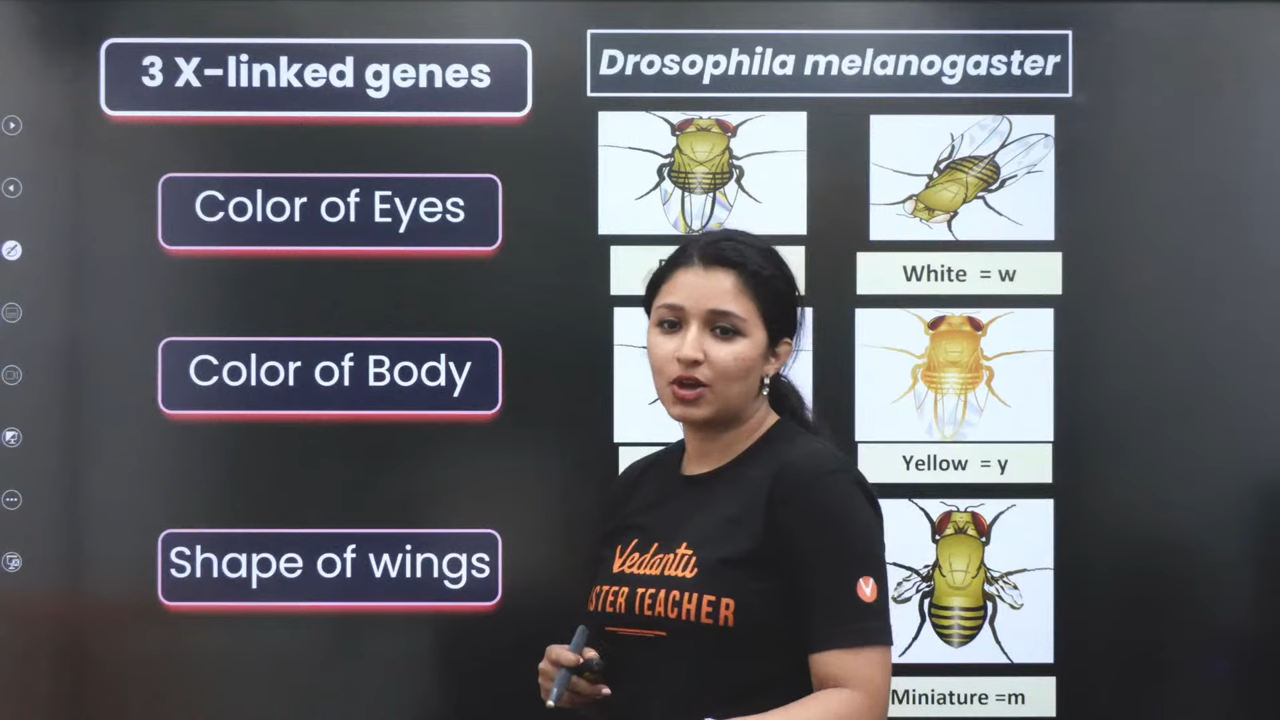 3 X-linked genes
Drosophila melanogaster
Color of Eyes
White = w
Color of Body
Yellow = y
Shape of wings
Vedantu
TEACHER
V
Miniature =m